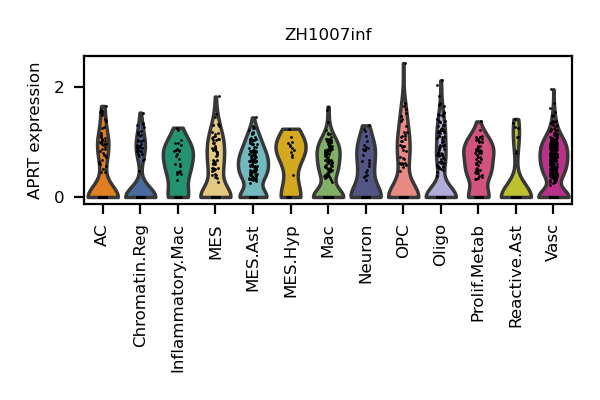 ZH1007inf
APRT expression
2
0
AC
Chromatin.Reg
Inflammatory.Mac
MES
MES.Ast
MES.Hyp
Mac
Neuron
OPC
Oligo
Prolif.Metab
Reactive.Ast
Vasc